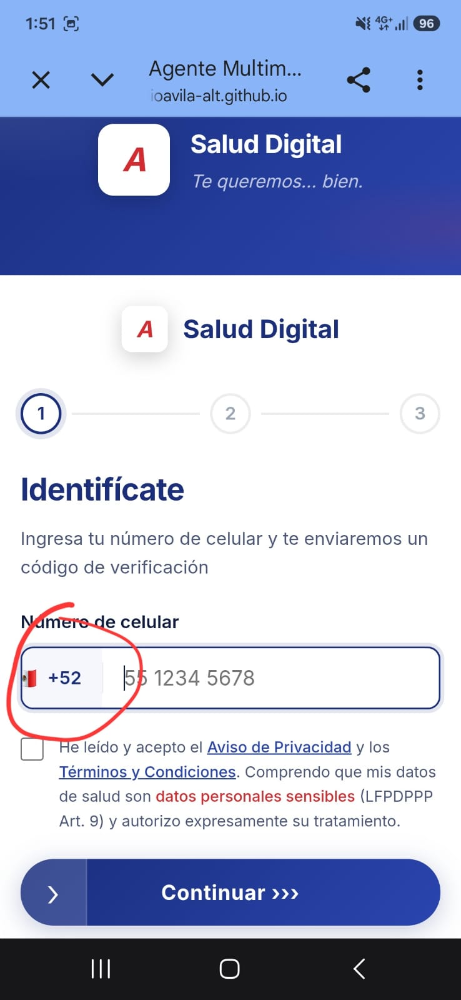 1:51
4G+
96
Agente Multim...
ioavila-alt.github.io
A
Salud Digital
Te queremos... bien.
A
Salud Digital
1
2
3
Identifícate
Ingresa tu número de celular y te enviaremos un
código de verificación
Número de celular
+52
55 1234 5678
He leído y acepto el Aviso de Privacidad y los
Términos y Condiciones. Comprendo que mis datos
de salud son datos personales sensibles (LFPDPPP
Art. 9) y autorizo expresamente su tratamiento.
Continuar ›››